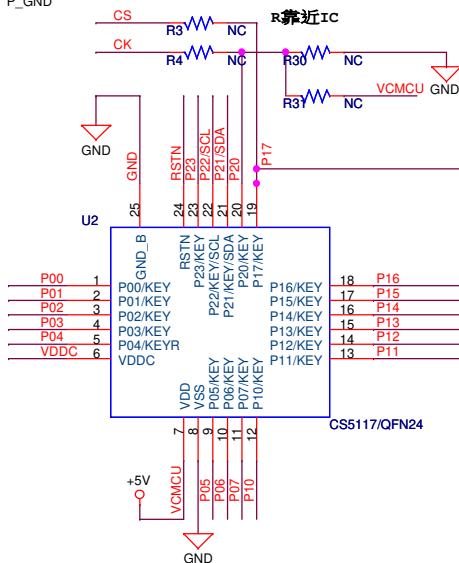 P_GND
CS
R3
NC
R靠近IC
CK
R4
NC
R30
NC
GND
R31
NC
VCMCU
GND
GND
RSTN
P23
P22/SCL
P21/SDA
P20
P17
U2
25
24
23
22
21
20
19
GND_B
RSTN
P23/KEY
P22/KEY/SCL
P21/KEY/SDA
P20/KEY
P17/KEY
P00 1 P00/KEY
P01 2 P01/KEY
P02 3 P02/KEY
P03 4 P03/KEY
P04 5 P04/KEYR
VDDC 6 VDDC
P16/KEY 18 P16
P15/KEY 17 P15
P14/KEY 16 P14
P13/KEY 15 P13
P12/KEY 14 P12
P11/KEY 13 P11
VDD
VSS
P05/KEY
P06/KEY
P07/KEY
P10/KEY
CS5117/QFN24
7
8
9
10
11
12
+5V
VCMCU
P05
P06
P07
P10
GND